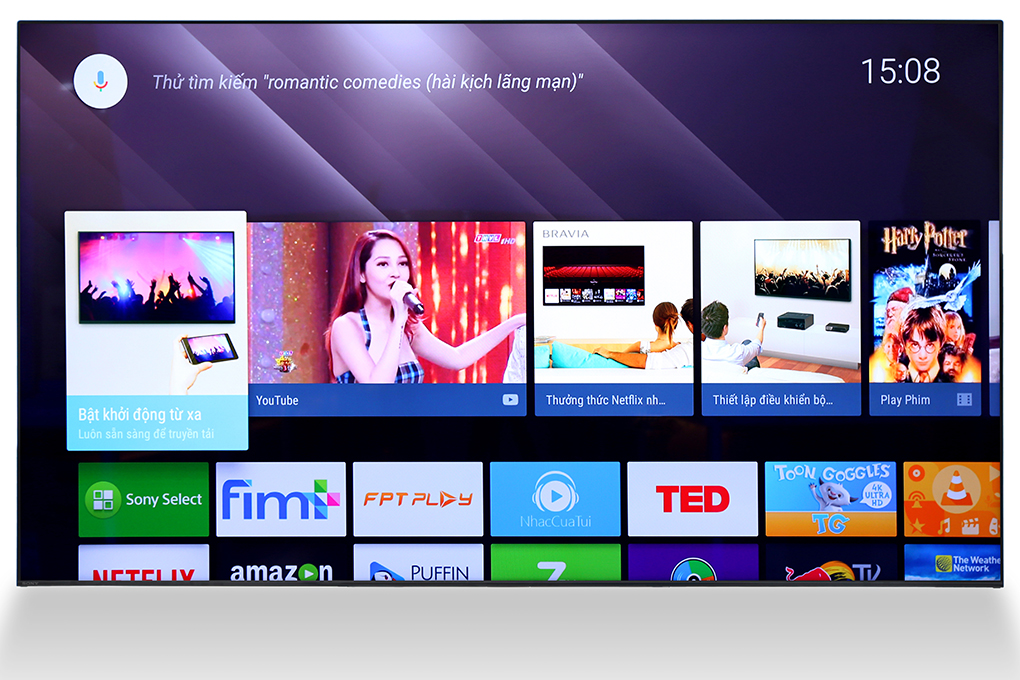 Thử tìm kiếm "romantic comedies (hài kịch lãng mạn)"
15:08
BRAVIA
Harry Potter
Bật khởi động từ xa
Luôn sẵn sàng để truyền tải
YouTube
Thưởng thức Netflix nh...
Thiết lập điều khiển bộ...
Play Phim
Sony Select
fim+
FPT PLAY
NhacCuaTui
TED
TOON GOGGLES
4K
ULTRA
HD
TG
NETFLIX
amazon
PUFFIN
Z
TV
The Weathe
Network